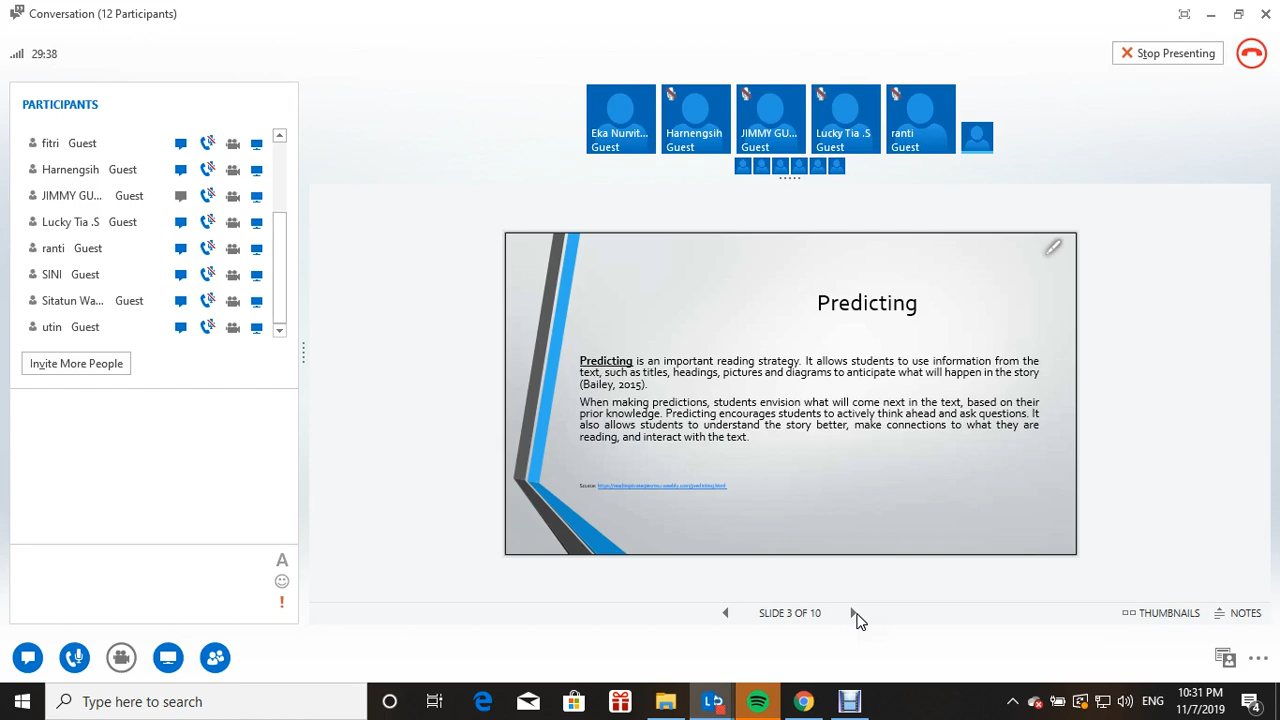 Conversation (12 Participants)
29:38
Stop Presenting
PARTICIPANTS
fitri Guest
Harnengsih Guest
JIMMY GU... Guest
Lucky Tia .S Guest
ranti Guest
SINI Guest
Sitatun Wa... Guest
utin Guest
Invite More People
Eka Nurvit...
Guest
Harnengsih
Guest
JIMMY GU...
Guest
Lucky Tia .S
Guest
ranti
Guest
Predicting
Predicting is an important reading strategy. It allows students to use information from the
text, such as titles, headings, pictures and diagrams to anticipate what will happen in the story
(Bailey, 2015).
When making predictions, students envision what will come next in the text, based on their
prior knowledge. Predicting encourages students to actively think ahead and ask questions. It
also allows students to understand the story better, make connections to what they are
reading, and interact with the text.
Source:
SLIDE 3 OF 10
THUMBNAILS
NOTES
A
!
Type here to search
ENG
10:31 PM
11/7/2019
4